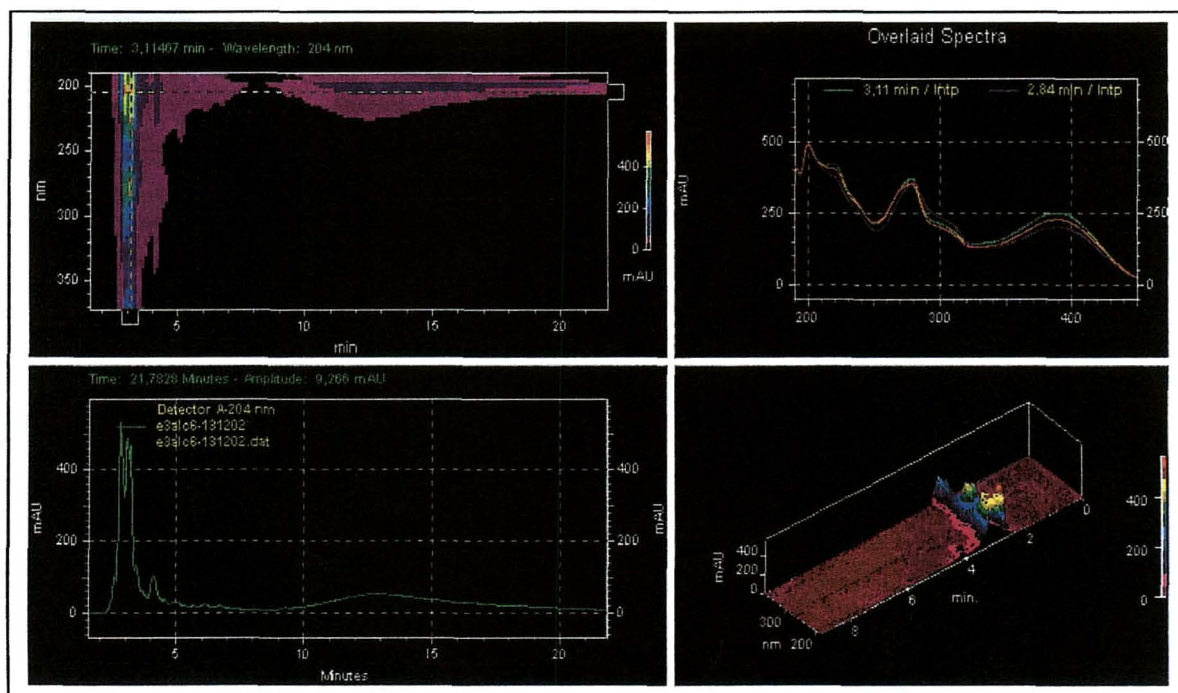 Time: 3,11467 min - Wavelength: 204 nm
200
250
300
350
nm
5
10
15
20
min
400
200
0
mAU
Overlaid Spectra
3,11 min / Intp
2,84 min / Intp
500
250
0
mAU
500
250
0
mAU
200
300
400
Time: 21,7828 Minutes - Amplitude: 9,266 mAU
Detector A-204 nm
e3alc6-131202
e3alc6-131202.dat
400
200
0
mAU
400
200
0
mAU
5
10
15
20
Minutes
400
200
0
mAU
300
200
nm
8
6
4
2
0
min.
400
200
0